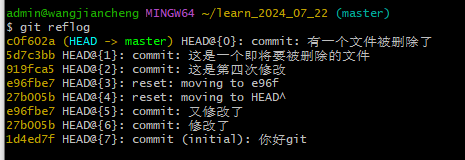 admin@wangjiancheng MINGW64 ~/learn_2024_07_22 (master)
$ git reflog
c0f602a (HEAD -> master) HEAD@{0}: commit: 有一个文件被删除了
5d7c3bb HEAD@{1}: commit: 这是一个即将要被删除的文件
919fca5 HEAD@{2}: commit: 这是第四次修改
e96fbe7 HEAD@{3}: reset: moving to e96f
27b005b HEAD@{4}: reset: moving to HEAD^
e96fbe7 HEAD@{5}: commit: 又修改了
27b005b HEAD@{6}: commit: 修改了
1d4ed7f HEAD@{7}: commit (initial): 你好git